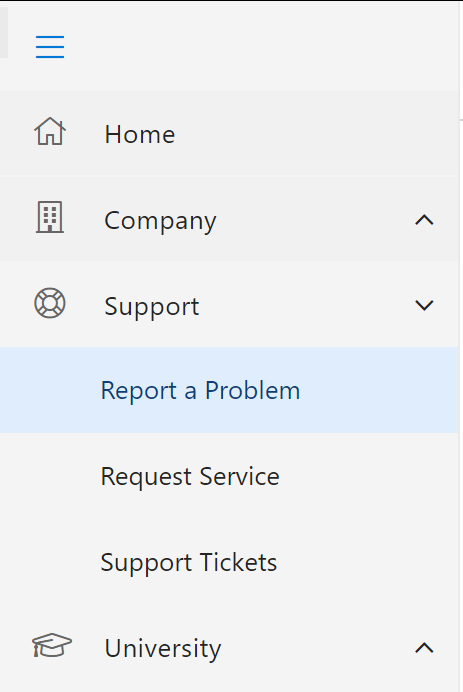 Home
Company
Support
Report a Problem
Request Service
Support Tickets
University